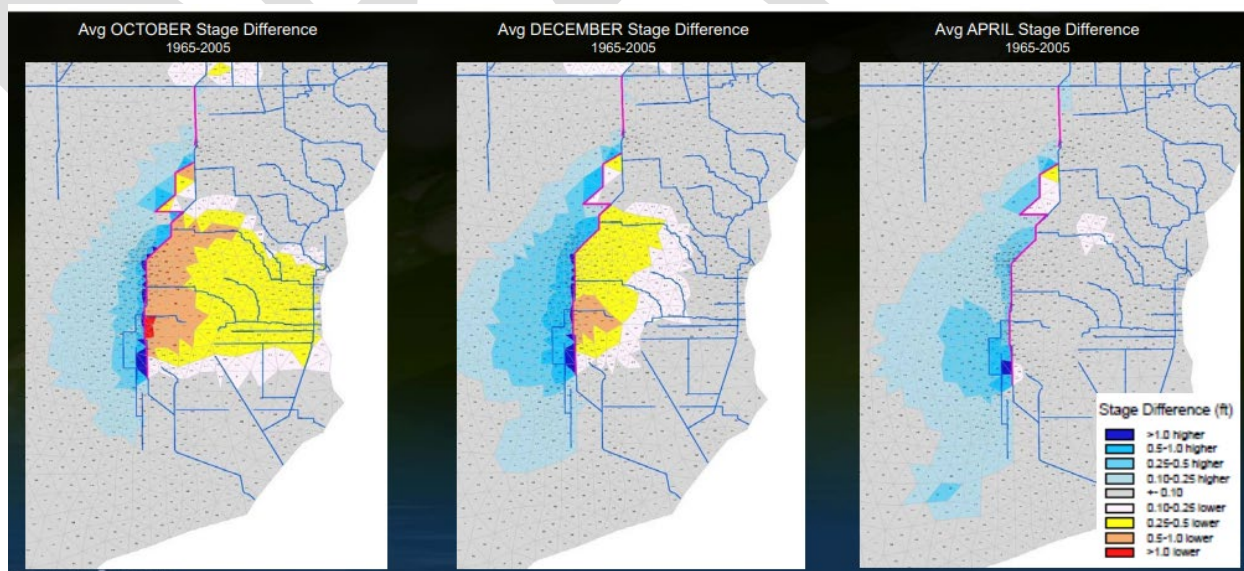 Avg OCTOBER Stage Difference
1965-2005
Avg DECEMBER Stage Difference
1965-2005
Avg APRIL Stage Difference
1965-2005
Stage Difference (ft)
>1.0 higher
0.5-1.0 higher
0.25-0.5 higher
0.10-0.25 higher
+- 0.10
0.10-0.25 lower
0.25-0.5 lower
0.5-1.0 lower
>1.0 lower